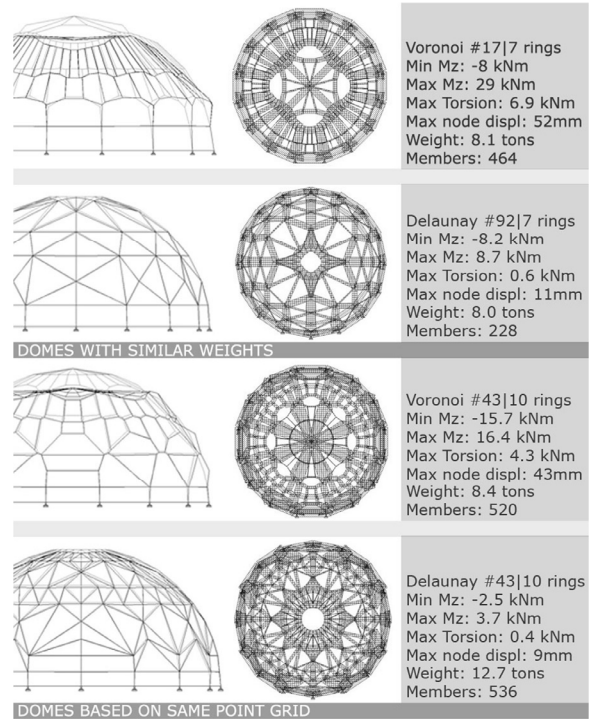 Voronoi #17|7 rings
Min Mz: -8 kNm
Max Mz: 29 kNm
Max Torsion: 6.9 kNm
Max node displ: 52mm
Weight: 8.1 tons
Members: 464
Delaunay #92|7 rings
Min Mz: -8.2 kNm
Max Mz: 8.7 kNm
Max Torsion: 0.6 kNm
Max node displ: 11mm
Weight: 8.0 tons
Members: 228
DOMES WITH SIMILAR WEIGHTS
Voronoi #43|10 rings
Min Mz: -15.7 kNm
Max Mz: 16.4 kNm
Max Torsion: 4.3 kNm
Max node displ: 43mm
Weight: 8.4 tons
Members: 520
Delaunay #43|10 rings
Min Mz: -2.5 kNm
Max Mz: 3.7 kNm
Max Torsion: 0.4 kNm
Max node displ: 9mm
Weight: 12.7 tons
Members: 536
DOMES BASED ON SAME POINT GRID